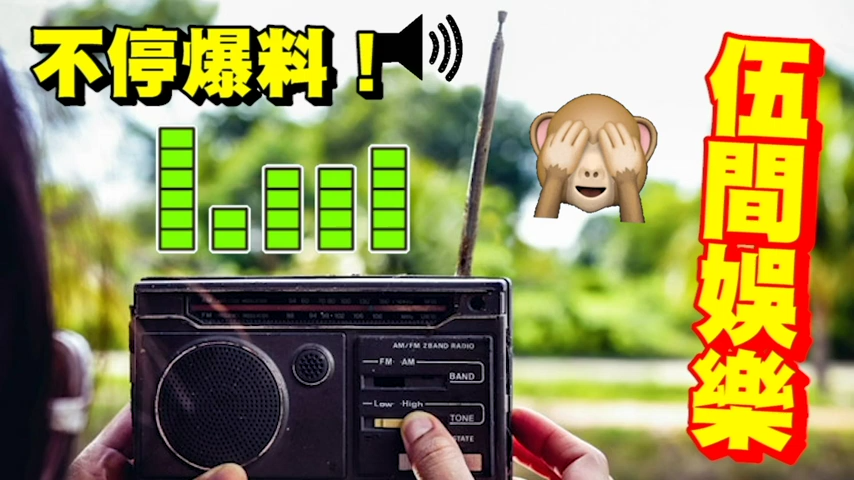 不停爆料！
伍間娛樂
AM/FM 2 BAND RADIO
FM AM
BAND
Low High
TONE
STATE